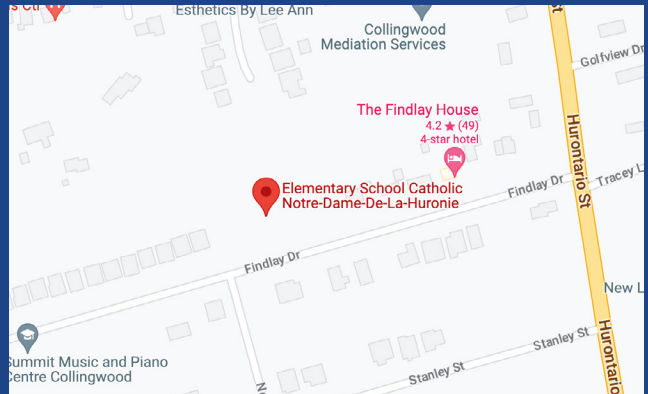 s Ctr
Esthetics By Lee Ann
Collingwood
Mediation Services
St
Golfview Dr
The Findlay House
4.2 ★ (49)
4-star hotel
Hurontario St
Elementary School Catholic
Notre-Dame-De-La-Huronie
Findlay Dr
Tracey L
Findlay Dr
New L
Summit Music and Piano
Centre Collingwood
Stanley St
Stanley St
Hurontario